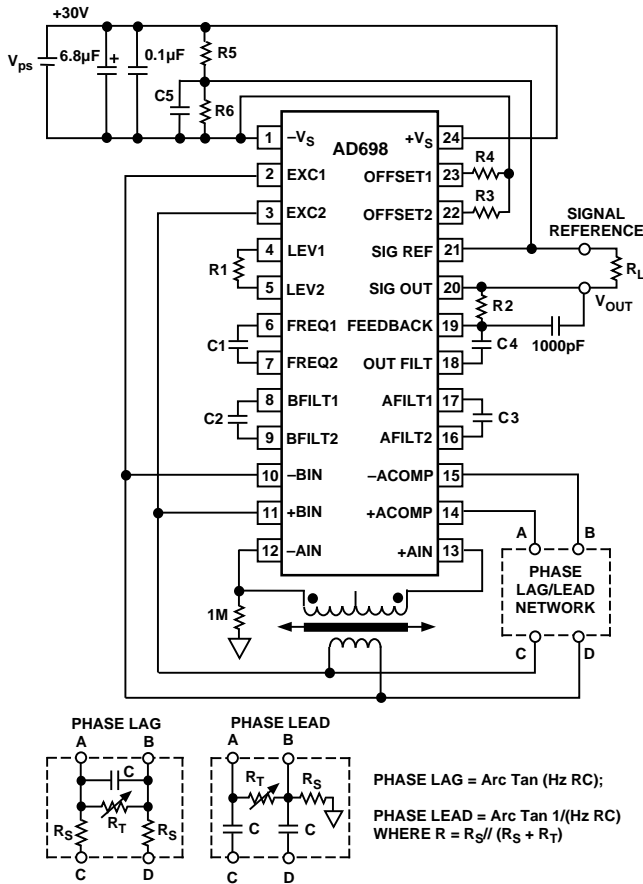 +30V
Vps
6.8µF
+
0.1µF
R5
C5
R6
AD698
1 –VS
+VS 24
R4
2 EXC1
OFFSET1 23
R3
3 EXC2
OFFSET2 22
SIGNAL
REFERENCE
4 LEV1
SIG REF 21
R1
RL
5 LEV2
SIG OUT 20
R2
VOUT
6 FREQ1
FEEDBACK 19
C1
C4
1000pF
7 FREQ2
OUT FILT 18
8 BFILT1
AFILT1 17
C2
C3
9 BFILT2
AFILT2 16
10 –BIN
–ACOMP 15
11 +BIN
+ACOMP 14
A
B
12 –AIN
+AIN 13
PHASE
LAG/LEAD
NETWORK
1M
C
D
PHASE LAG
A
B
C
RT
RS
RS
C
D
PHASE LEAD
A
B
RT
RS
C
C
C
D
PHASE LAG = Arc Tan (Hz RC);
PHASE LEAD = Arc Tan 1/(Hz RC)
WHERE R = RS// (RS + RT)